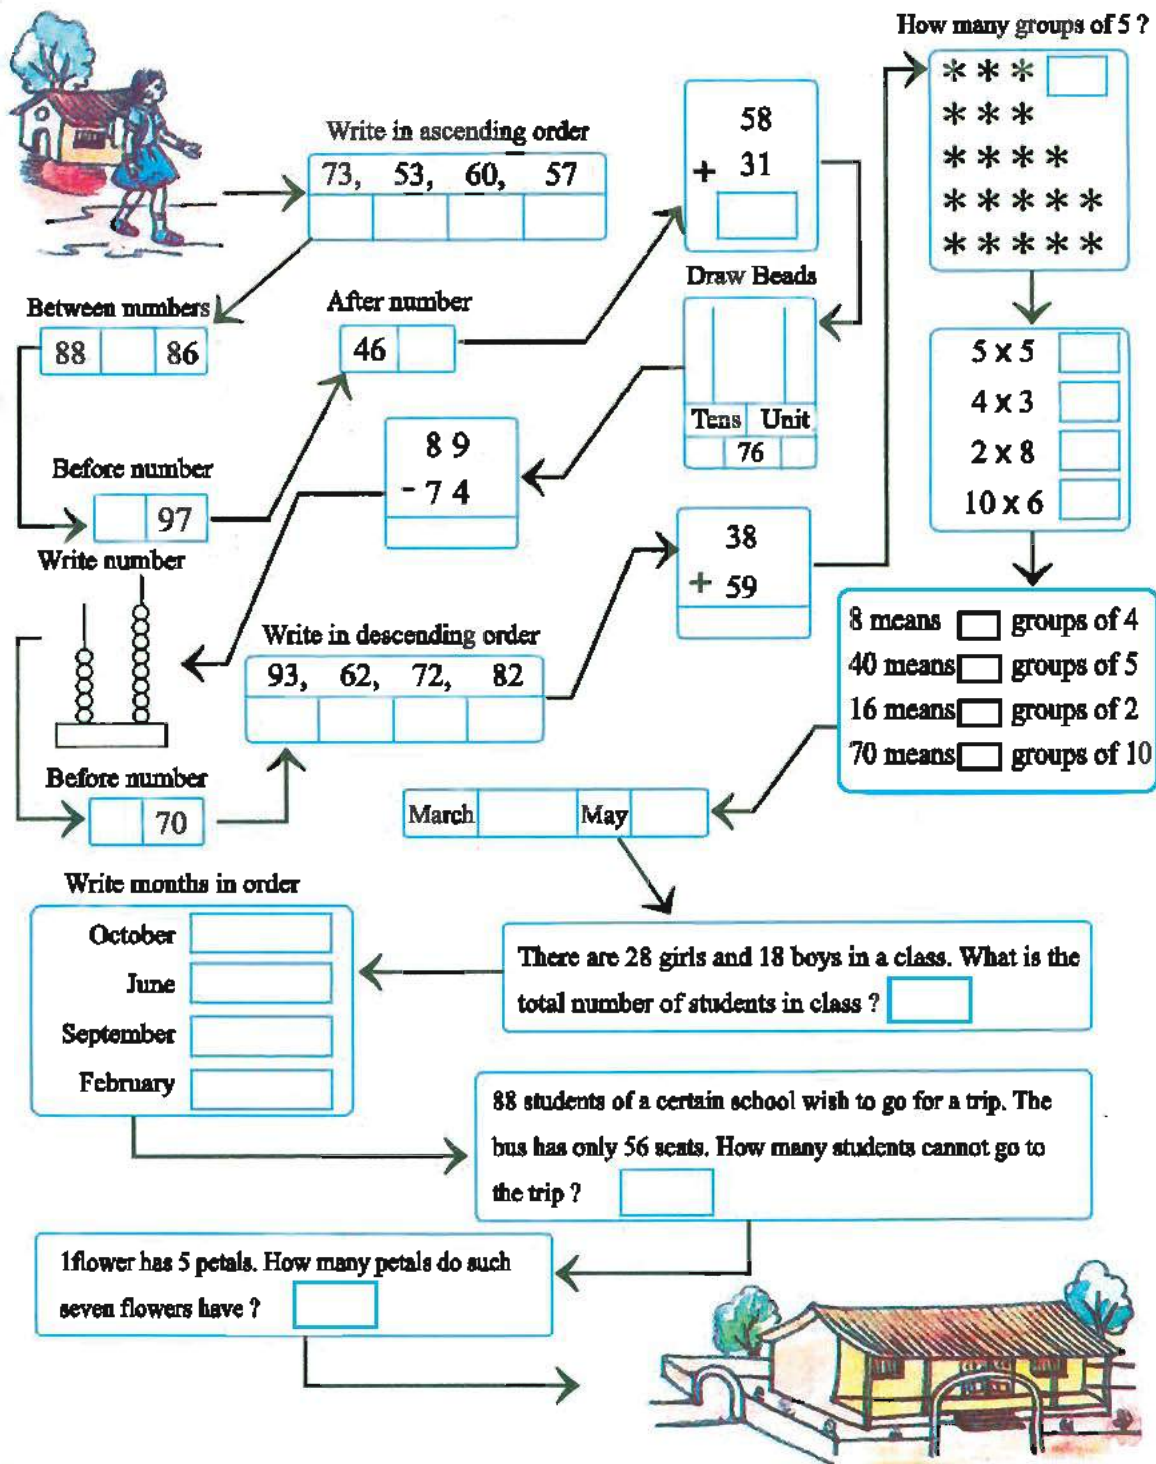 How many groups of 5 ?
* * *
* * *
* * * *
* * * * *
* * * * *
Write in ascending order
73, 53, 60, 57
58
+ 31
Between numbers
88 86
After number
46
Draw Beads
Tens Unit
76
5 x 5
4 x 3
2 x 8
10 x 6
Before number
97
8 9
- 7 4
38
+ 59
Write number
Write in descending order
93, 62, 72, 82
8 means groups of 4
40 means groups of 5
16 means groups of 2
70 means groups of 10
Before number
70
March May
Write months in order
October
June
September
February
There are 28 girls and 18 boys in a class. What is the
total number of students in class ?
88 students of a certain school wish to go for a trip. The
bus has only 56 seats. How many students cannot go to
the trip ?
1flower has 5 petals. How many petals do such
seven flowers have ?